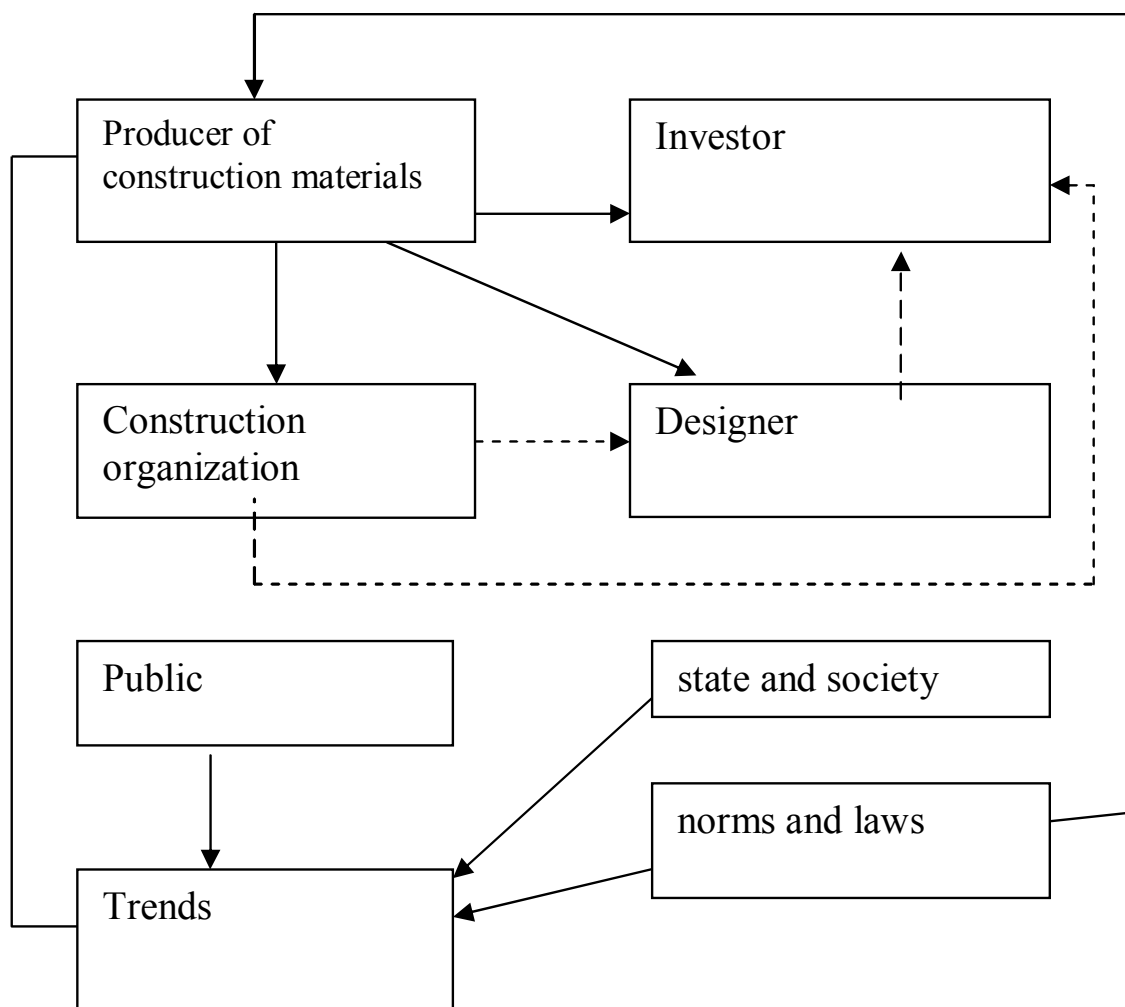 Producer of
construction materials
Investor
Construction
organization
Designer
Public
state and society
norms and laws
Trends